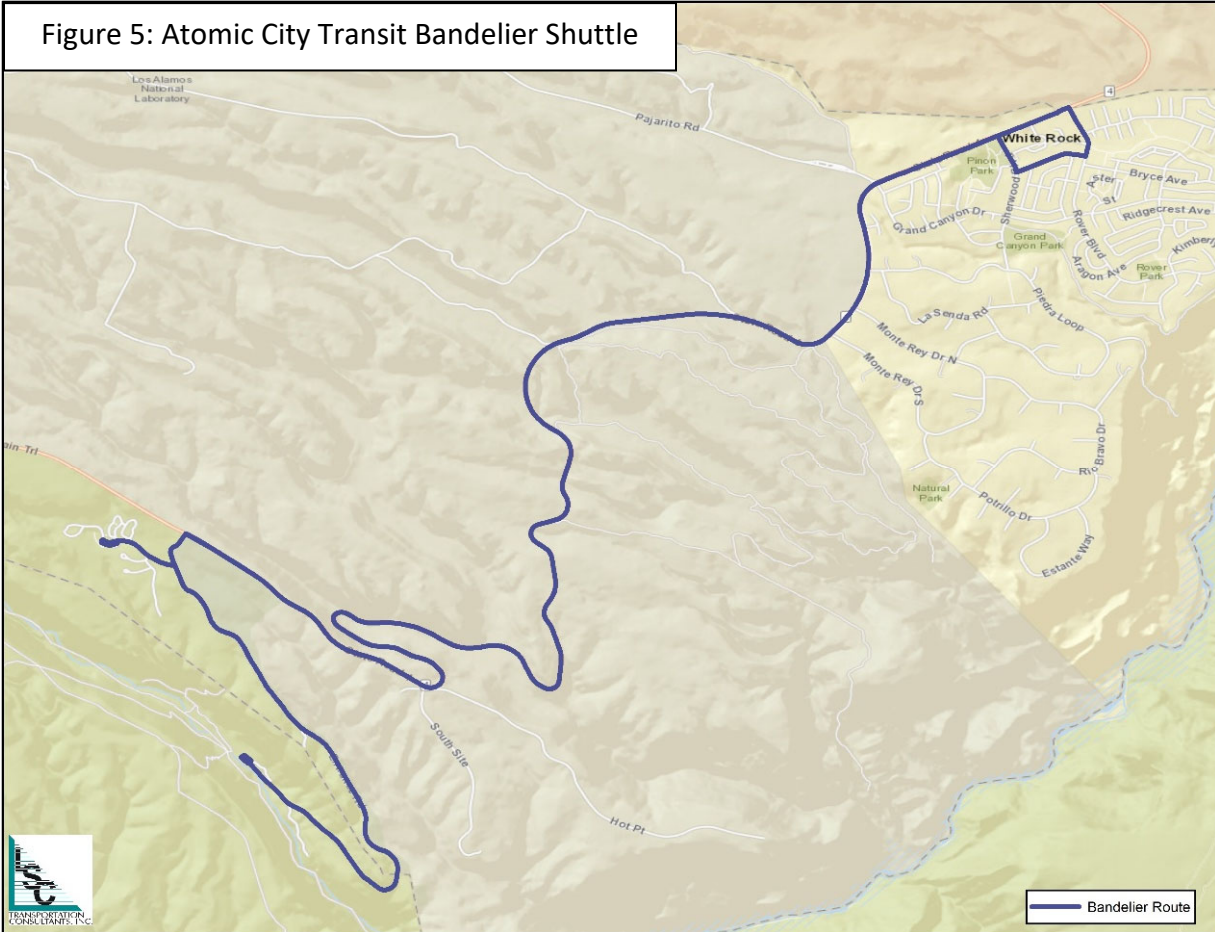 Figure 5: Atomic City Transit Bandelier Shuttle
Los Alamos
National
Laboratory
Pajarito Rd
4
White Rock
Pinon
Park
Sherwood
Aster
St
Bryce Ave
Ridgecrest Ave
Grand Canyon Dr
Grand
Canyon Park
Rover Blvd
Aragon Ave
Rover
Park
Kimberly
La Senda Rd
Piedra Loop
Monte Rey Dr N
Monte Rey Dr S
Rio Bravo Dr
Natural
Park
Potrillo Dr
Estante Way
ain Trl
South Site
Hot Pt
LSC
TRANSPORTATION
CONSULTANTS, INC.
Bandelier Route